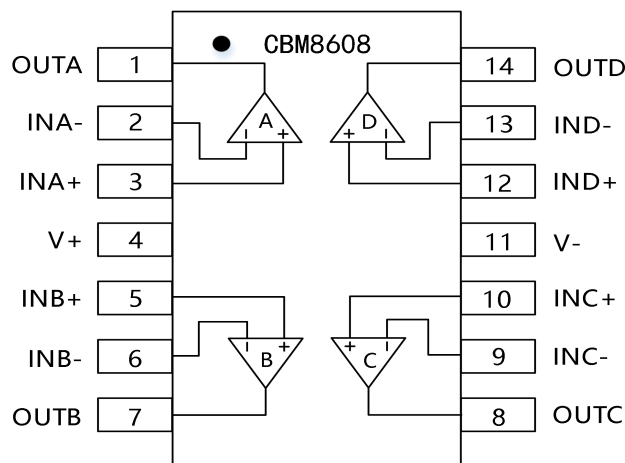 CBM8608
OUTA 1 14 OUTD
INA- 2 A D 13 IND-
INA+ 3 12 IND+
V+ 4 11 V-
INB+ 5 10 INC+
INB- 6 B C 9 INC-
OUTB 7 8 OUTC